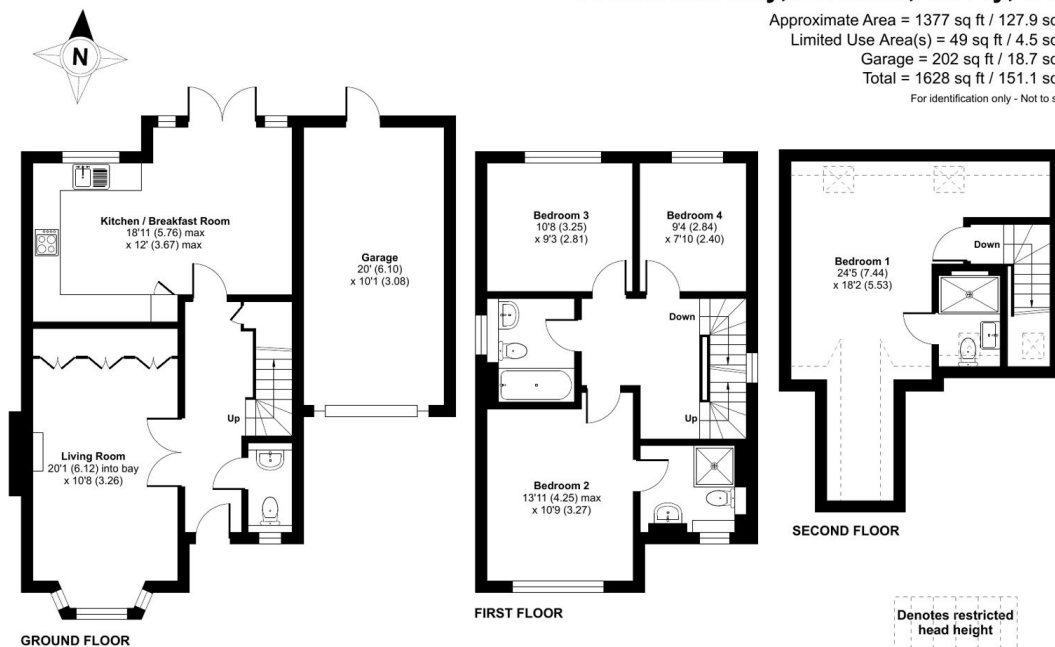 Approximate Area = 1377 sq ft / 127.9 sq
Limited Use Area(s) = 49 sq ft / 4.5 sq
Garage = 202 sq ft / 18.7 sq
Total = 1628 sq ft / 151.1 sq
For identification only - Not to s
N
Kitchen / Breakfast Room
18'11 (5.76) max
x 12' (3.67) max
Garage
20' (6.10)
x 10'1 (3.08)
Up
Living Room
20'1 (6.12) into bay
x 10'8 (3.26)
GROUND FLOOR
Bedroom 3
10'8 (3.25)
x 9'3 (2.81)
Bedroom 4
9'4 (2.84)
x 7'10 (2.40)
Down
Up
Bedroom 2
13'11 (4.25) max
x 10'9 (3.27)
FIRST FLOOR
Down
Bedroom 1
24'5 (7.44)
x 18'2 (5.53)
SECOND FLOOR
Denotes restricted
head height